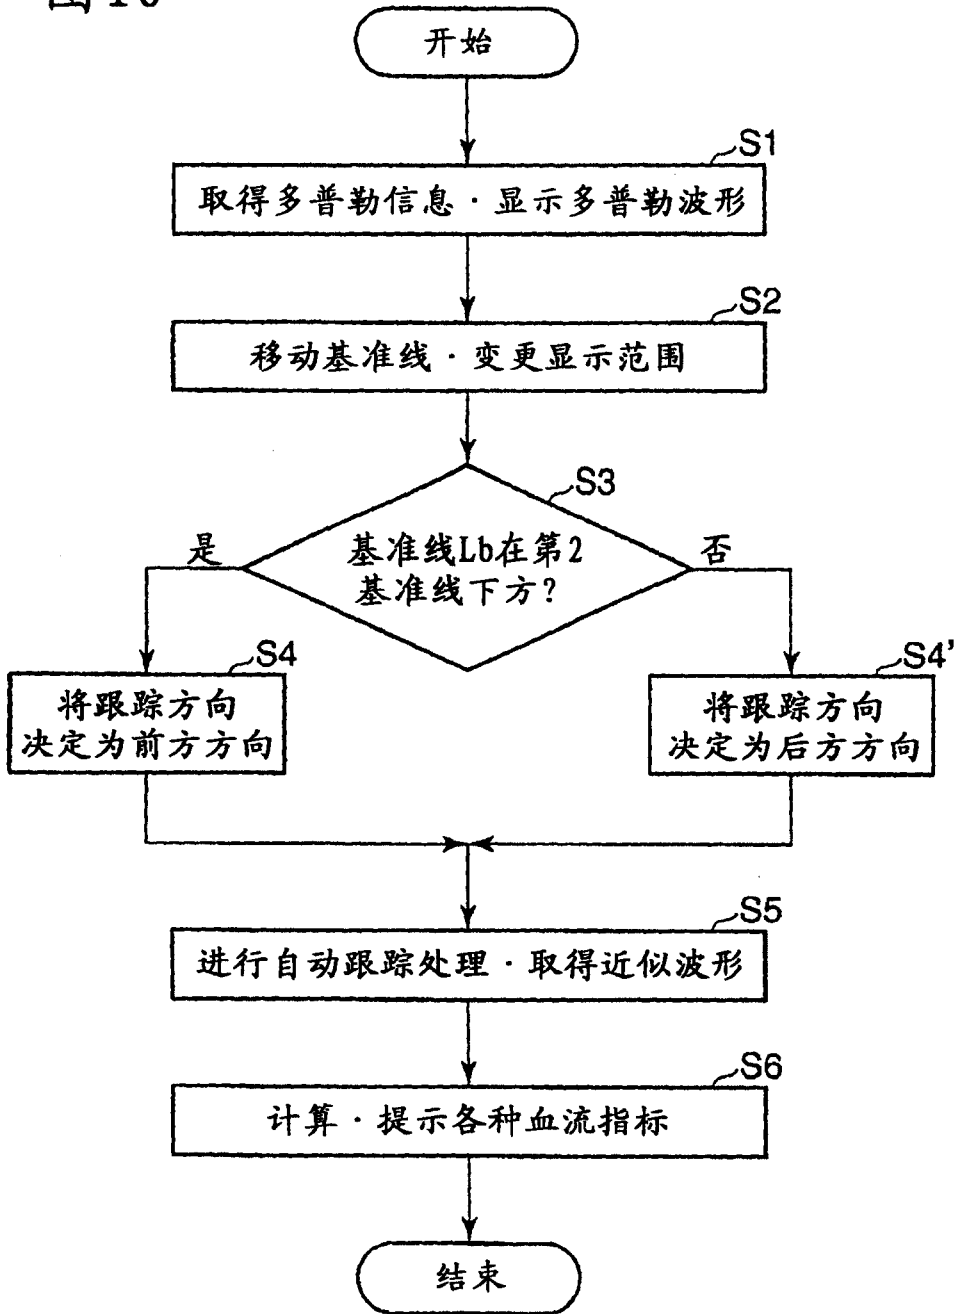 开始
S1
取得多普勒信息·显示多普勒波形
S2
移动基准线·变更显示范围
S3
基准线Lb在第2
基准线下方?
是
否
S4
将跟踪方向
决定为前方方向
S4'
将跟踪方向
决定为后方方向
S5
进行自动跟踪处理·取得近似波形
S6
计算·提示各种血流指标
结束